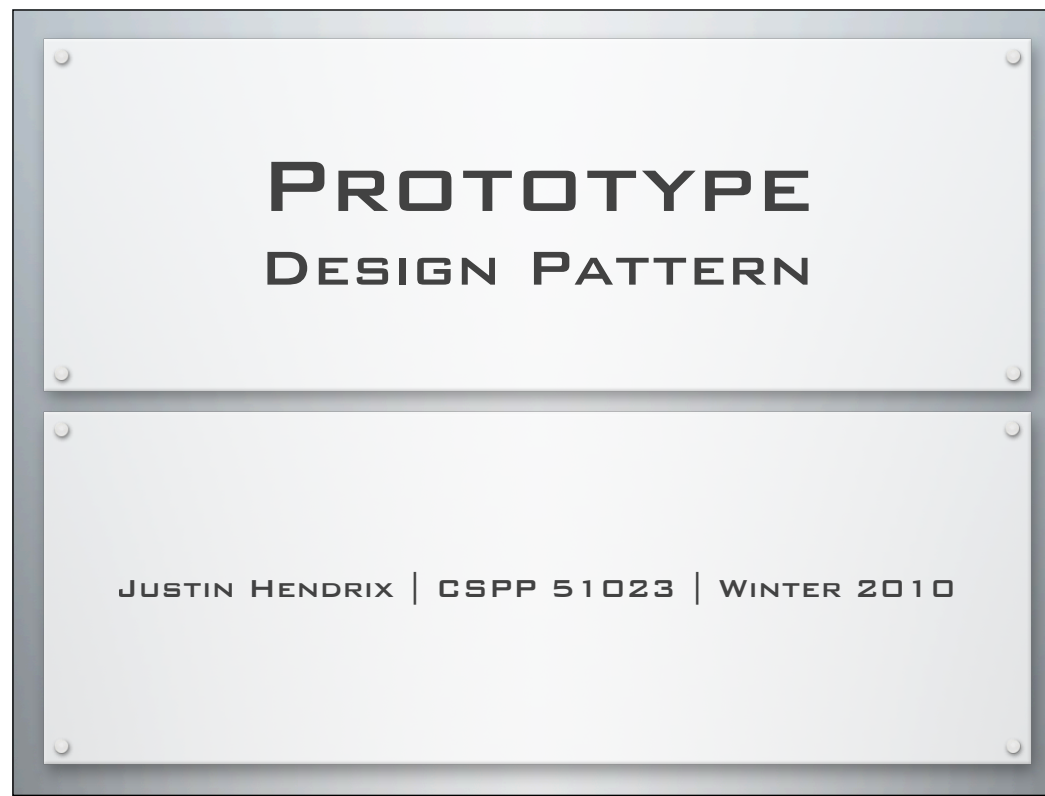 Prototype
Design Pattern
Justin Hendrix | CSPP 51023 | Winter 2010